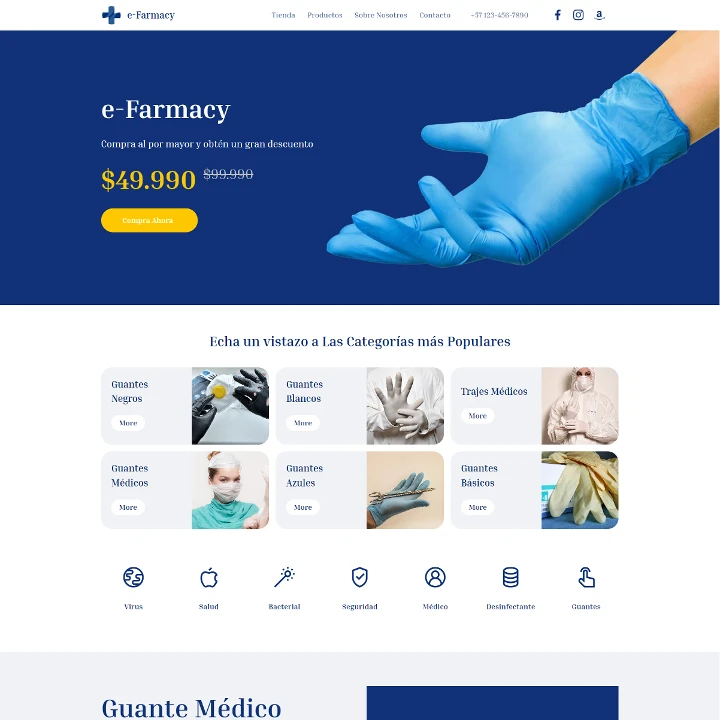 e-Farmacy
Tienda Productos Sobre Nosotros Contacto +57 123-456-7890
e-Farmacy
Compra al por mayor y obtén un gran descuento
$49.990 $99.990
Compra Ahora
Echa un vistazo a Las Categorías más Populares
Guantes
Negros
More
Guantes
Blancos
More
Trajes Médicos
More
Guantes
Médicos
More
Guantes
Azules
More
Guantes
Básicos
More
Virus Salud Bacterial Seguridad Médico Desinfectante Guantes
Guante Médico